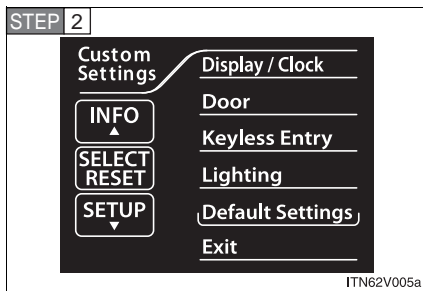 STEP 2
Custom
Settings
INFO
SELECT
RESET
SETUP
Display / Clock
Door
Keyless Entry
Lighting
Default Settings
Exit
ITN62V005a